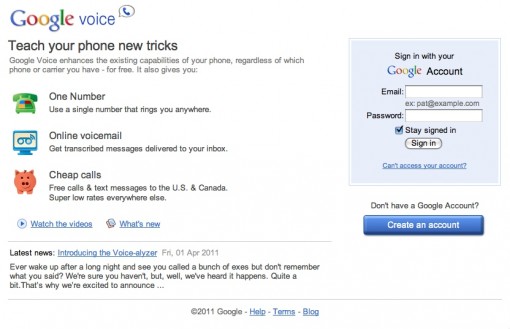 Google voice
Teach your phone new tricks
Google Voice enhances the existing capabilities of your phone, regardless of which
phone or carrier you have - for free. It also gives you:
One Number
Use a single number that rings you anywhere.
Online voicemail
Get transcribed messages delivered to your inbox.
Cheap calls
Free calls & text messages to the U.S. & Canada.
Super low rates everywhere else.
Watch the videos What's new
Latest news: Introducing the Voice-alyzer Fri, 01 Apr 2011
Ever wake up after a long night and see you called a bunch of exes but don't remember
what you said? We're sure you haven't, but, well, we've heard it happens. Quite a
bit.That's why we're excited to announce ...
Sign in with your
Google Account
Email:
ex: pat@example.com
Password:
Stay signed in
Sign in
Can't access your account?
Don't have a Google Account?
Create an account
©2011 Google - Help - Terms - Blog